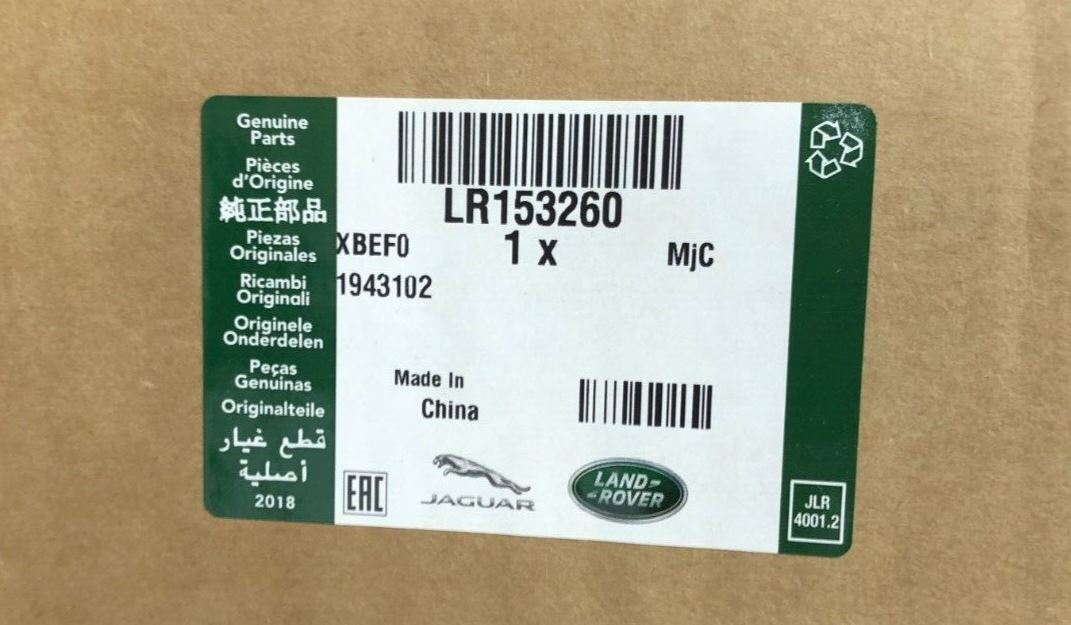 Genuine
Parts
Pièces
d'Origine
純正部品
Piezas
Originales
Ricambi
Originali
Originele
Onderdelen
Peças
Genuinas
Originalteile
قطع غيار
أصلية
2018
LR153260
XBEF0
1 x
MjC
1943102
Made In
China
EAC
JAGUAR
LAND-
-ROVER
JLR
4001.2